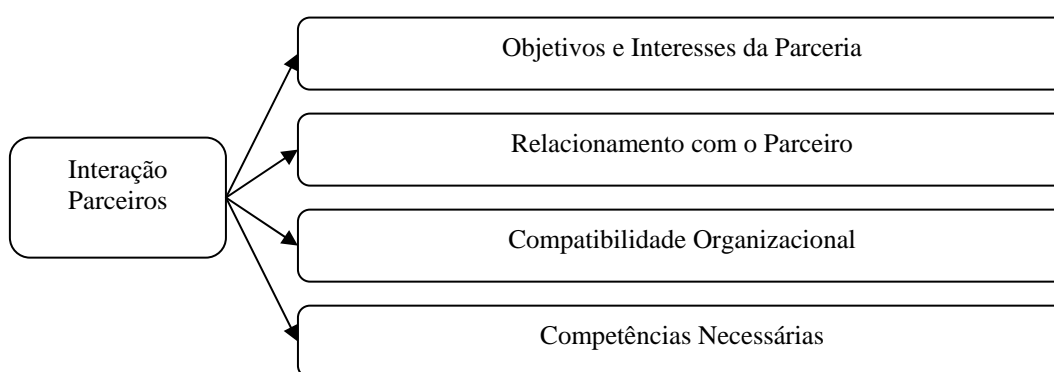 Interação
Parceiros
Objetivos e Interesses da Parceria
Relacionamento com o Parceiro
Compatibilidade Organizacional
Competências Necessárias